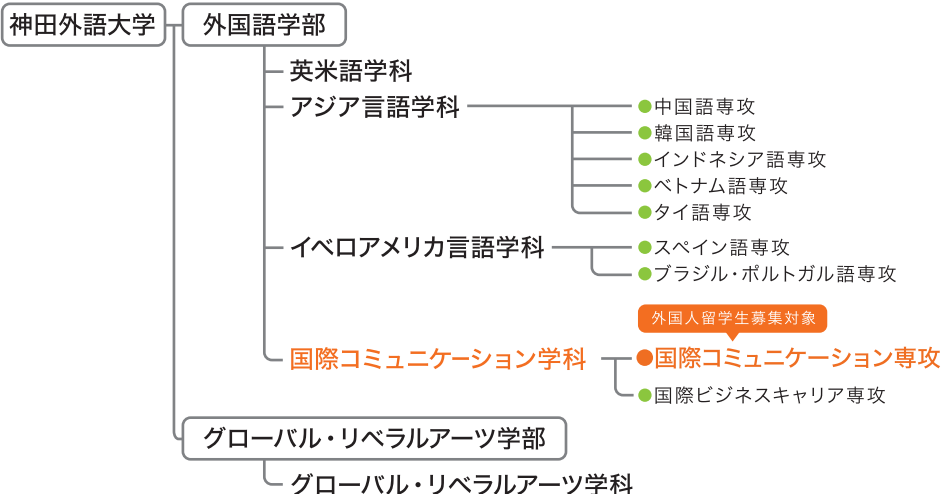 神田外語大学
外国語学部
英米語学科
アジア言語学科
中国語専攻
韓国語専攻
インドネシア語専攻
ベトナム語専攻
タイ語専攻
イベロアメリカ言語学科
スペイン語専攻
ブラジル・ポルトガル語専攻
外国人留学生募集対象
国際コミュニケーション学科
国際コミュニケーション専攻
国際ビジネスキャリア専攻
グローバル・リベラルアーツ学部
グローバル・リベラルアーツ学科